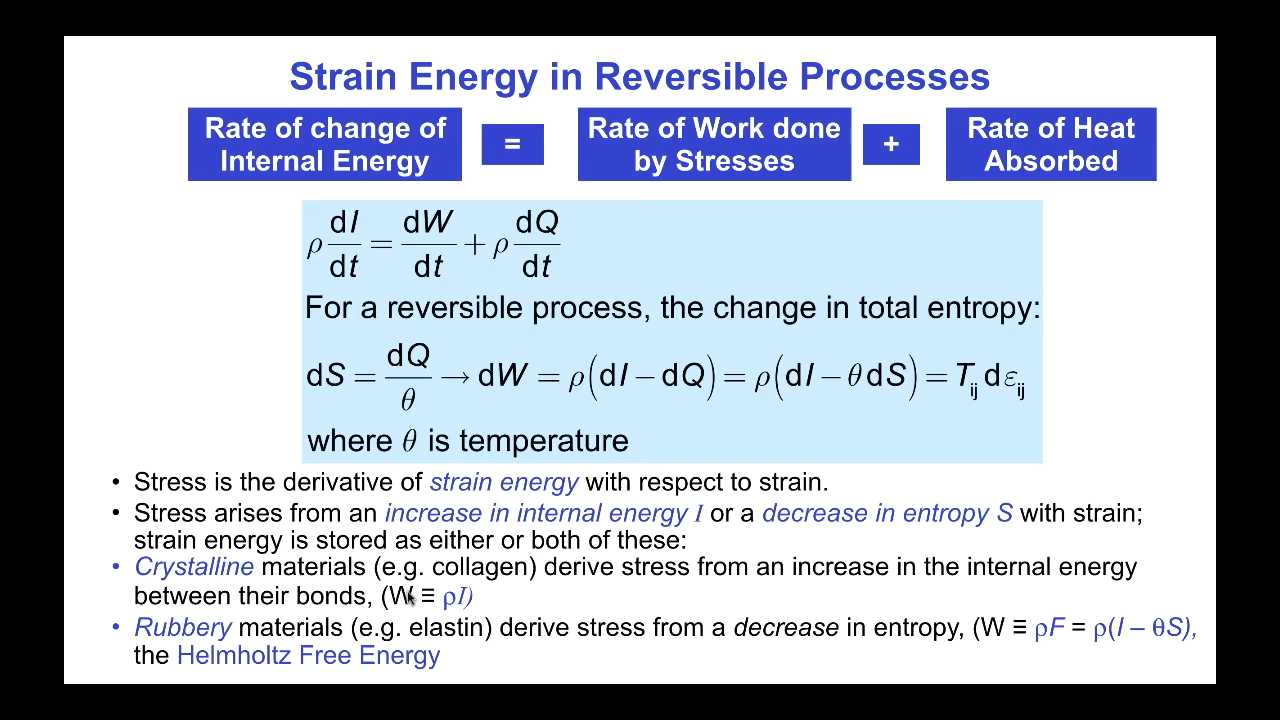 Strain Energy in Reversible Processes
Rate of change of Internal Energy = Rate of Work done by Stresses + Rate of Heat Absorbed
ρ dI/dt = dW/dt + ρ dQ/dt
For a reversible process, the change in total entropy:
dS = dQ/θ → dW = ρ(dI − dQ) = ρ(dI − θ dS) = T_ij dε_ij
where θ is temperature
• Stress is the derivative of strain energy with respect to strain.
• Stress arises from an increase in internal energy I or a decrease in entropy S with strain;
strain energy is stored as either or both of these:
• Crystalline materials (e.g. collagen) derive stress from an increase in the internal energy
between their bonds, (W ≡ ρI)
• Rubbery materials (e.g. elastin) derive stress from a decrease in entropy, (W ≡ ρF = ρ(I – θS),
the Helmholtz Free Energy